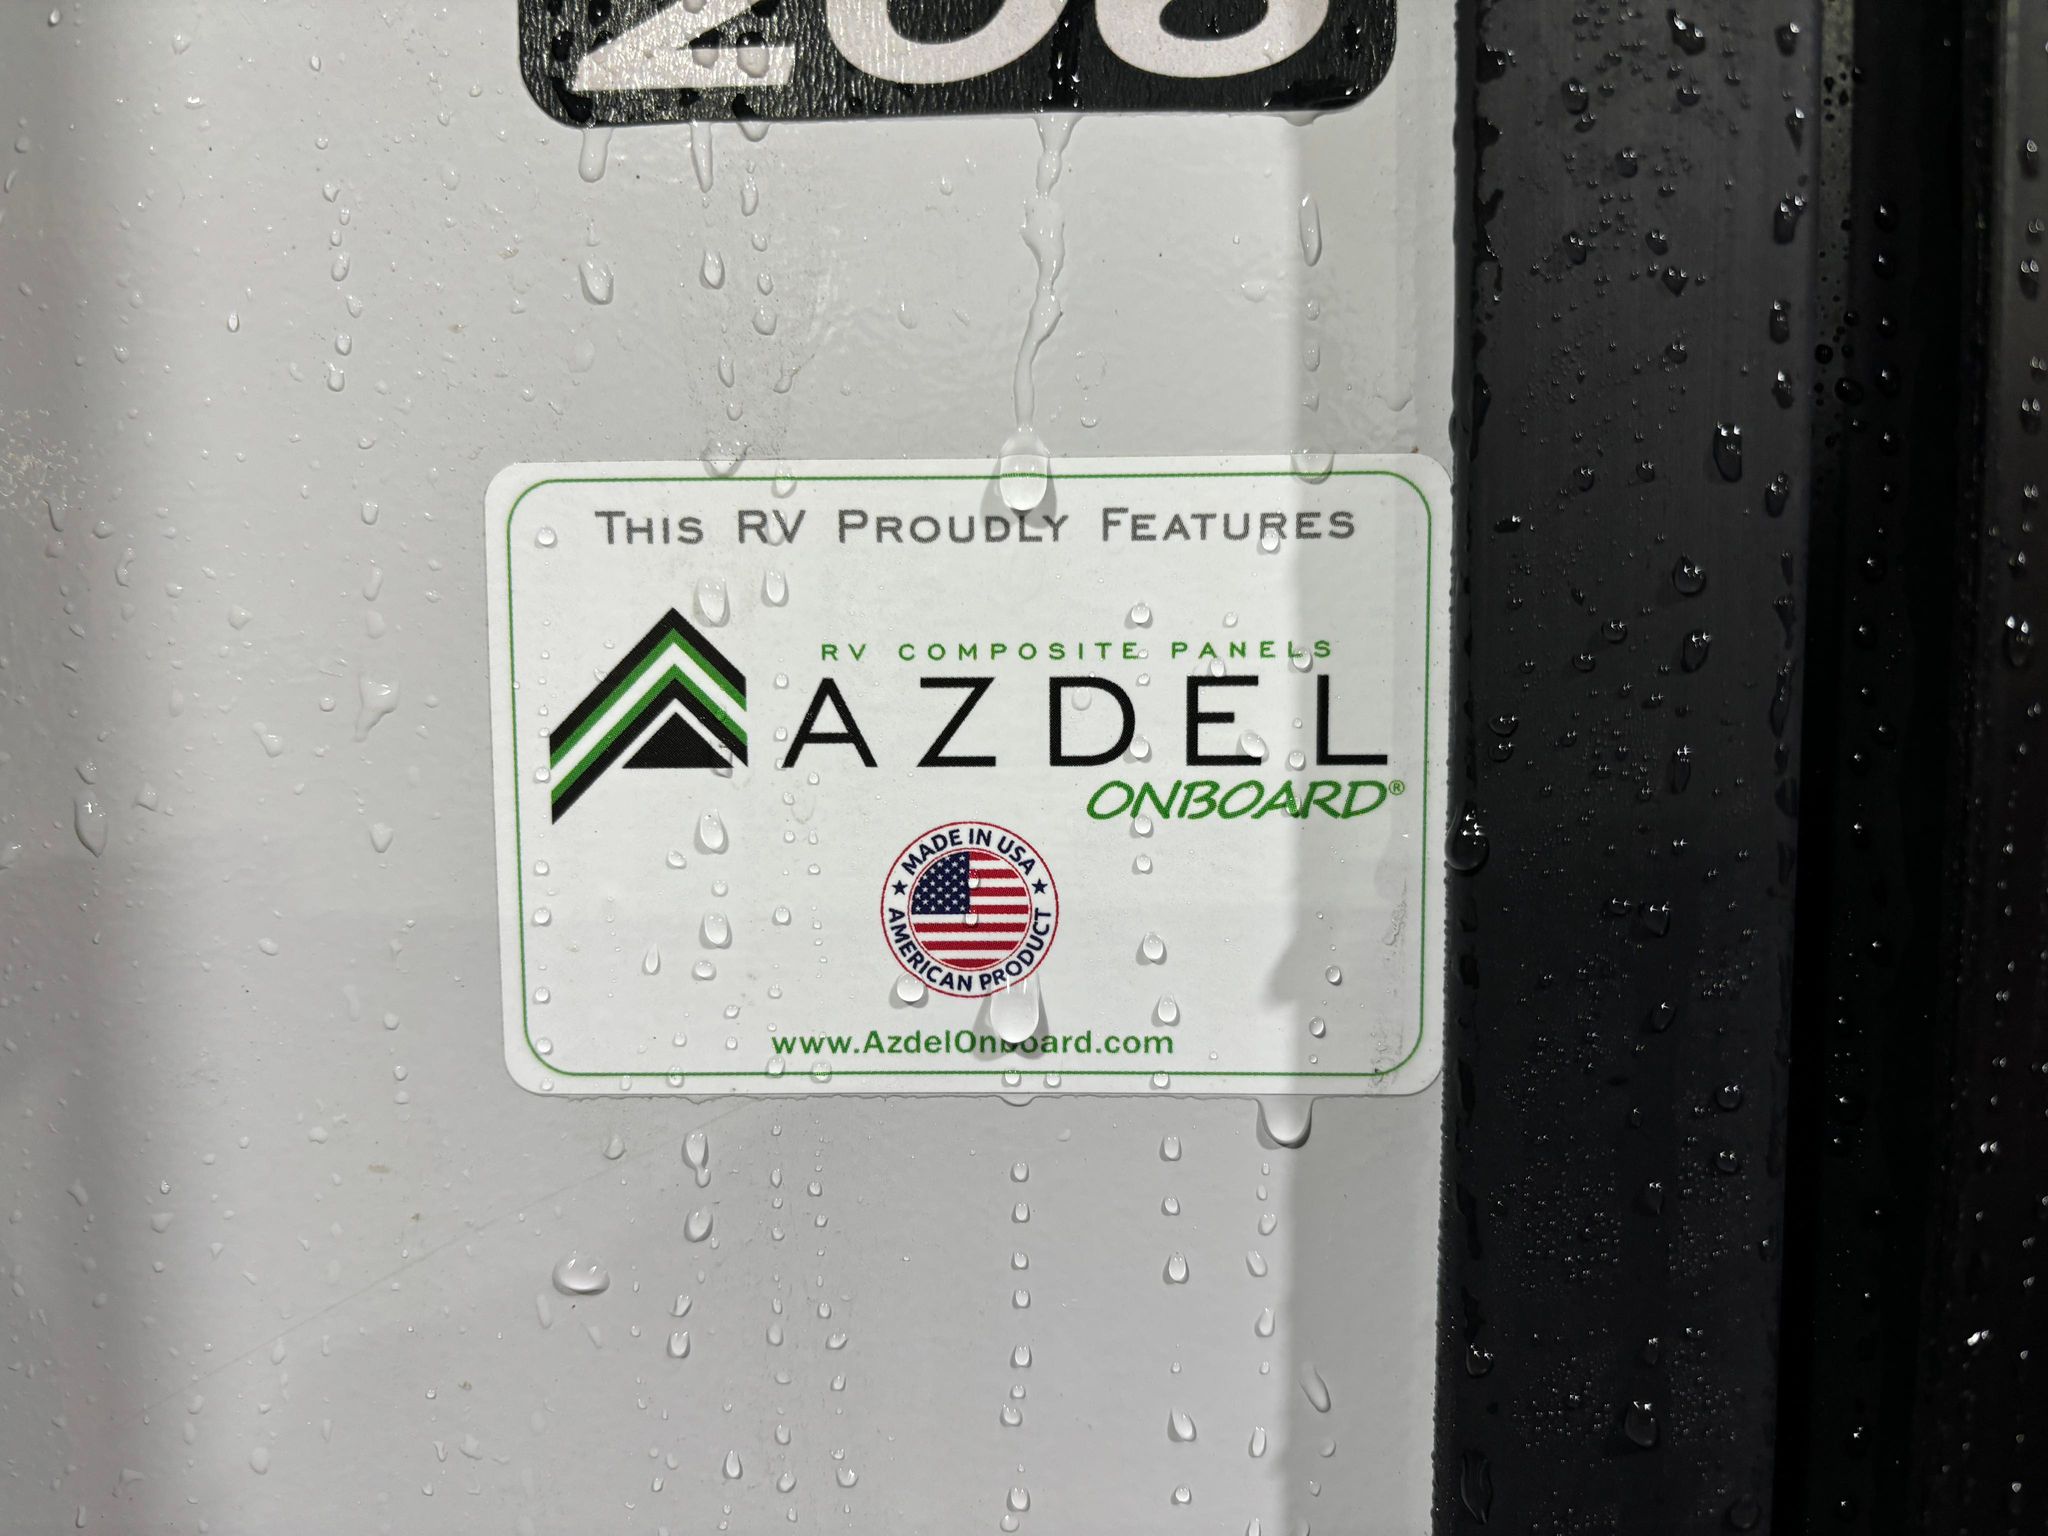 THIS RV PROUDLY FEATURES
RV COMPOSITE PANELS
AZDEL
ONBOARD®
MADE IN USA
AMERICAN PRODUCT
www.AzdelOnboard.com